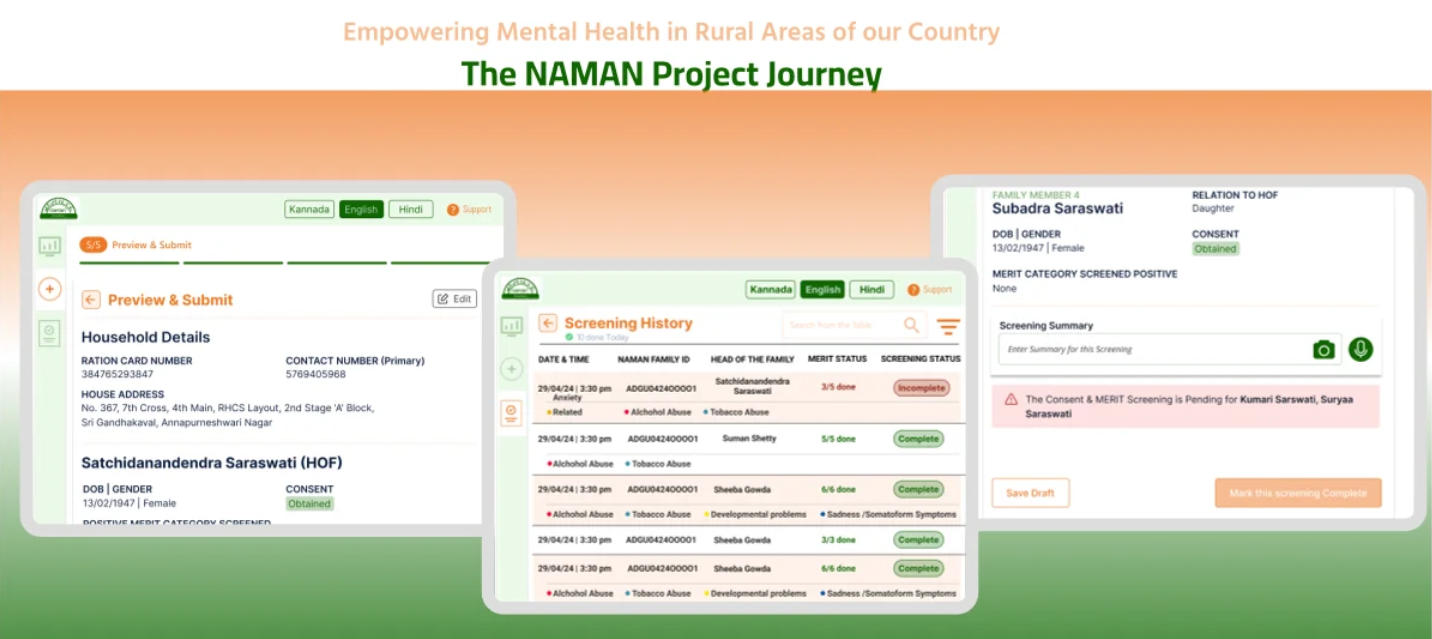 Empowering Mental Health in Rural Areas of our Country
The NAMAN Project Journey
Kannada English Hindi ? Support
5/5 Preview & Submit
Preview & Submit Edit
Household Details
RATION CARD NUMBER CONTACT NUMBER (Primary)
384765293847 5769405968
HOUSE ADDRESS
No. 367, 7th Cross, 4th Main, RHCS Layout, 2nd Stage 'A' Block,
Sri Gandhakaval, Annapurneshwari Nagar
Satchidanandendra Saraswati (HOF)
DOB | GENDER CONSENT
13/02/1947 | Female Obtained
POSITIVE MERIT CATEGORY SCREENED
Kannada English Hindi ? Support
Screening History
10 done Today
Search from the Table
DATE & TIME NAMAN FAMILY ID HEAD OF THE FAMILY MERIT STATUS SCREENING STATUS
29/04/24 | 3:30 pm ADGU042400001 Satchidanandendra Saraswati 3/5 done Incomplete
Anxiety
Related Alchohol Abuse Tobacco Abuse
29/04/24 | 3:30 pm ADGU042400001 Suman Shetty 5/5 done Complete
Alchohol Abuse Tobacco Abuse
29/04/24 | 3:30 pm ADGU042400001 Sheeba Gowda 6/6 done Complete
Alchohol Abuse Tobacco Abuse Developmental problems Sadness /Somatoform Symptoms
29/04/24 | 3:30 pm ADGU042400001 Sheeba Gowda 3/3 done Complete
29/04/24 | 3:30 pm ADGU042400001 Sheeba Gowda 6/6 done Complete
Alchohol Abuse Tobacco Abuse Developmental problems Sadness /Somatoform Symptoms
FAMILY MEMBER 4 RELATION TO HOF
Subadra Saraswati Daughter
DOB | GENDER CONSENT
13/02/1947 | Female Obtained
MERIT CATEGORY SCREENED POSITIVE
None
Screening Summary
Enter Summary for this Screening
The Consent & MERIT Screening is Pending for Kumari Sarswati, Suryaa
Saraswati
Save Draft Mark this screening Complete